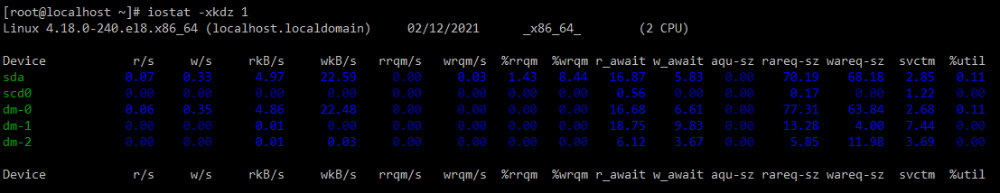 [root@localhost ~]# iostat -xkdz 1
Linux 4.18.0-240.el8.x86_64 (localhost.localdomain) 02/12/2021 _x86_64_ (2 CPU)
Device r/s w/s rkB/s wkB/s rrqm/s wrqm/s %rrqm %wrqm r_await w_await aqu-sz rareq-sz wareq-sz svctm %util
sda 0.07 0.33 4.97 22.59 0.00 0.03 1.43 8.44 16.87 5.83 0.00 70.19 68.18 2.85 0.11
scd0 0.00 0.00 0.00 0.00 0.00 0.00 0.00 0.00 0.56 0.00 0.00 0.17 0.00 1.22 0.00
dm-0 0.06 0.35 4.86 22.48 0.00 0.00 0.00 0.00 16.68 6.61 0.00 77.31 63.84 2.68 0.11
dm-1 0.00 0.00 0.01 0.00 0.00 0.00 0.00 0.00 18.75 9.83 0.00 13.28 4.00 7.44 0.00
dm-2 0.00 0.00 0.01 0.03 0.00 0.00 0.00 0.00 6.12 3.67 0.00 5.85 11.98 3.69 0.00
Device r/s w/s rkB/s wkB/s rrqm/s wrqm/s %rrqm %wrqm r_await w_await aqu-sz rareq-sz wareq-sz svctm %util